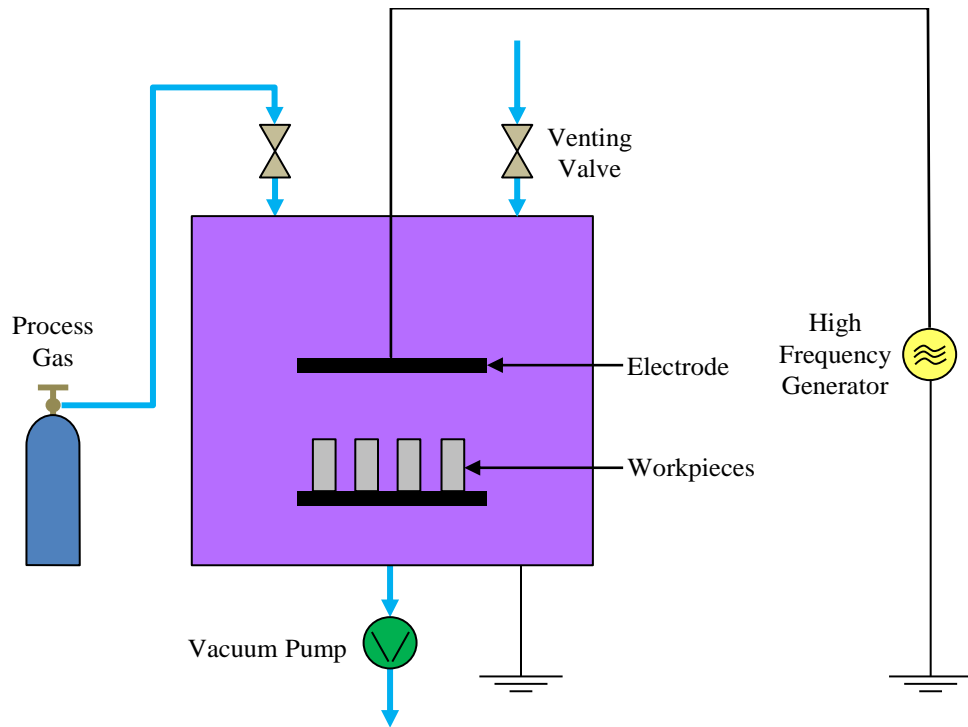 Venting
Valve
Process
Gas
High
Frequency
Generator
Electrode
Workpieces
Vacuum Pump